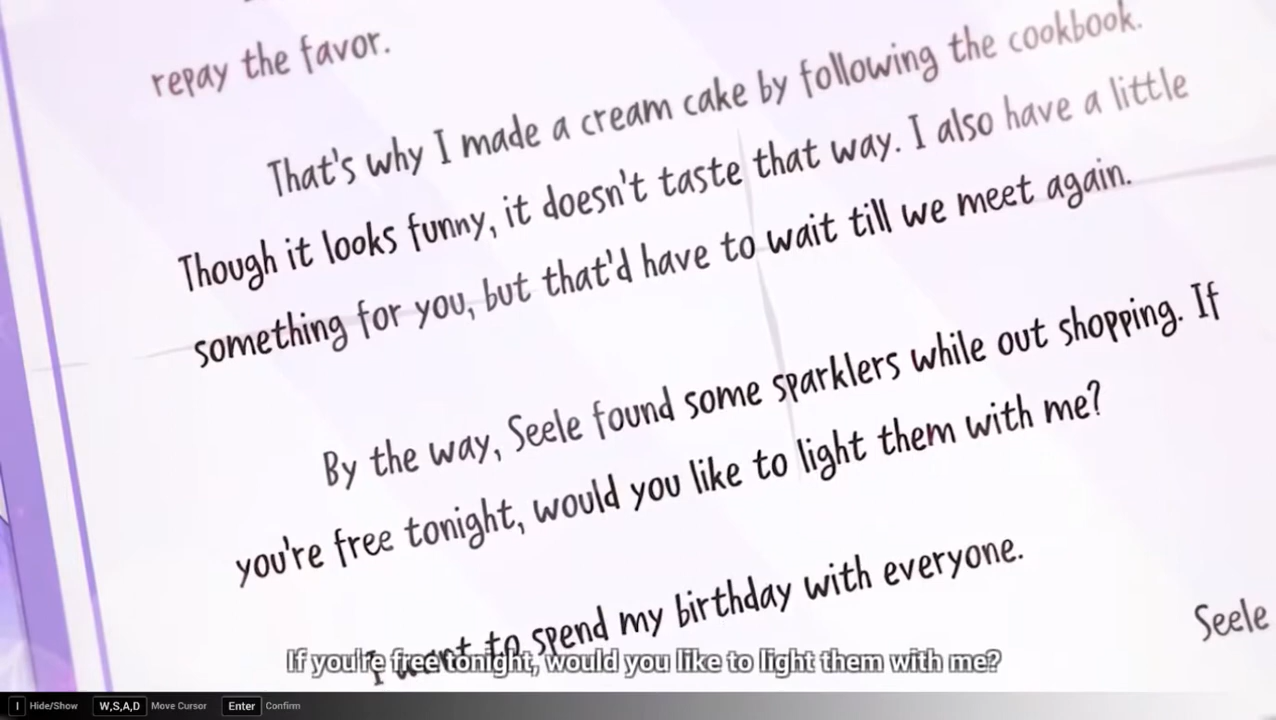 repay the favor.
That's why I made a cream cake by following the cookbook.
Though it looks funny, it doesn't taste that way. I also have a little
something for you, but that'd have to wait till we meet again.
By the way, Seele found some sparklers while out shopping. If
you're free tonight, would you like to light them with me?
I want to spend my birthday with everyone.
Seele
If you're free tonight, would you like to light them with me?
I Hide/Show W,S,A,D Move Cursor Enter Confirm